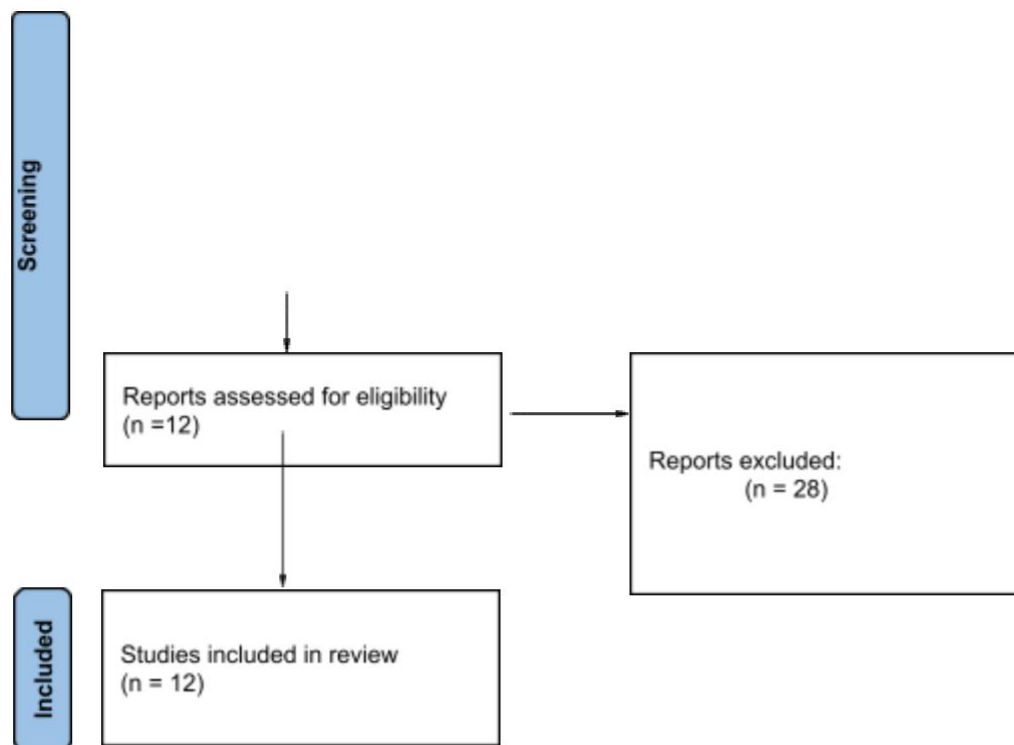 Screening
Reports assessed for eligibility
(n =12)
Reports excluded:
(n = 28)
Included
Studies included in review
(n = 12)